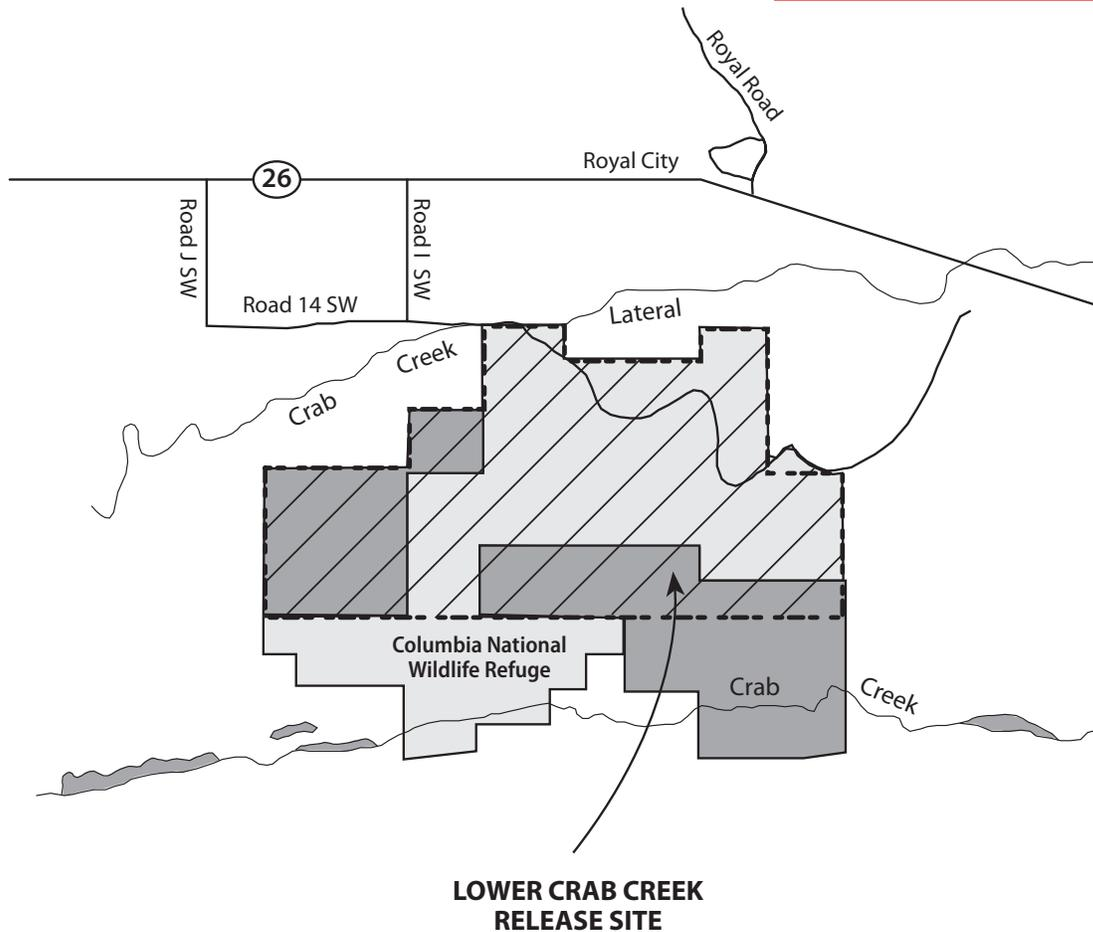 Royal Road
Royal City
26
Road J SW
Road I SW
Road 14 SW
Lateral
Creek
Crab
Columbia National
Wildlife Refuge
Crab
Creek
LOWER CRAB CREEK
RELEASE SITE